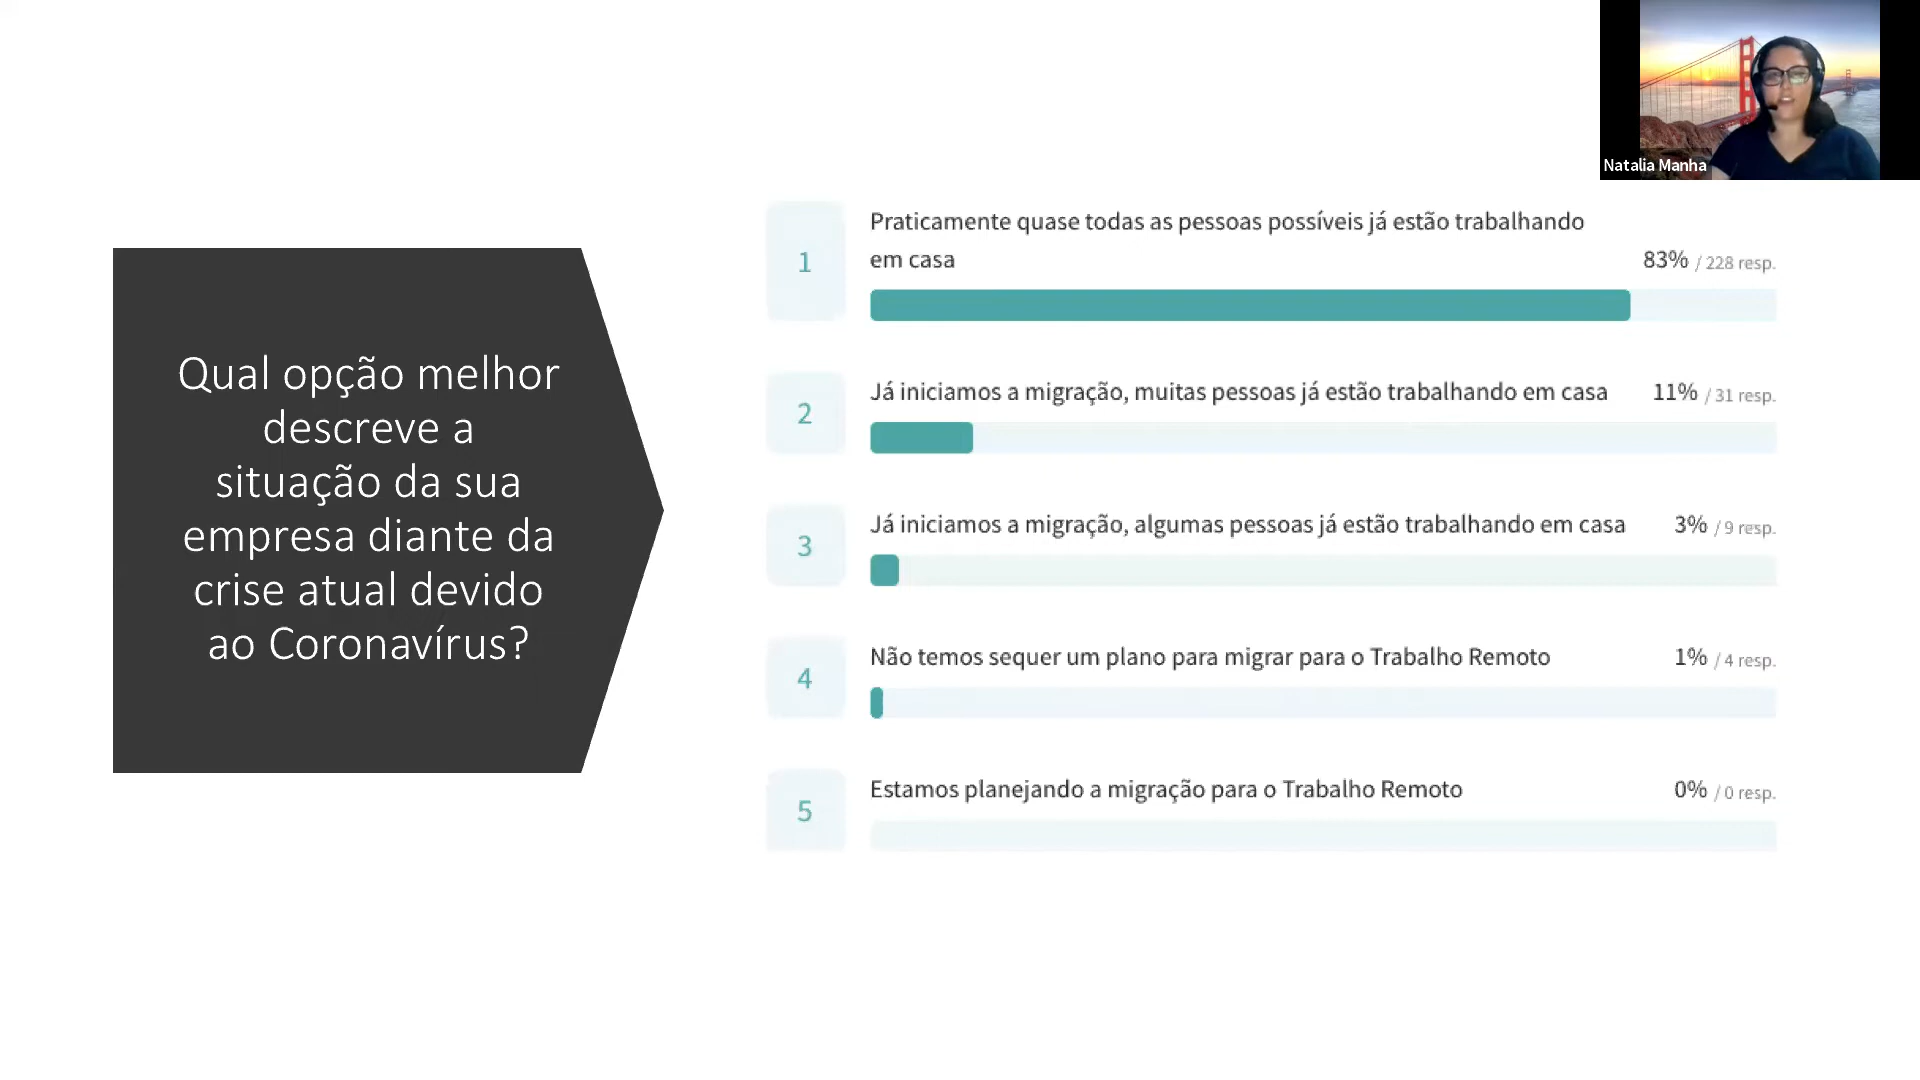 Natalia Manha
Qual opção melhor
descreve a
situação da sua
empresa diante da
crise atual devido
ao Coronavírus?
1
Praticamente quase todas as pessoas possíveis já estão trabalhando
em casa
83% / 228 resp.
2
Já iniciamos a migração, muitas pessoas já estão trabalhando em casa
11% / 31 resp.
3
Já iniciamos a migração, algumas pessoas já estão trabalhando em casa
3% / 9 resp.
4
Não temos sequer um plano para migrar para o Trabalho Remoto
1% / 4 resp.
5
Estamos planejando a migração para o Trabalho Remoto
0% / 0 resp.